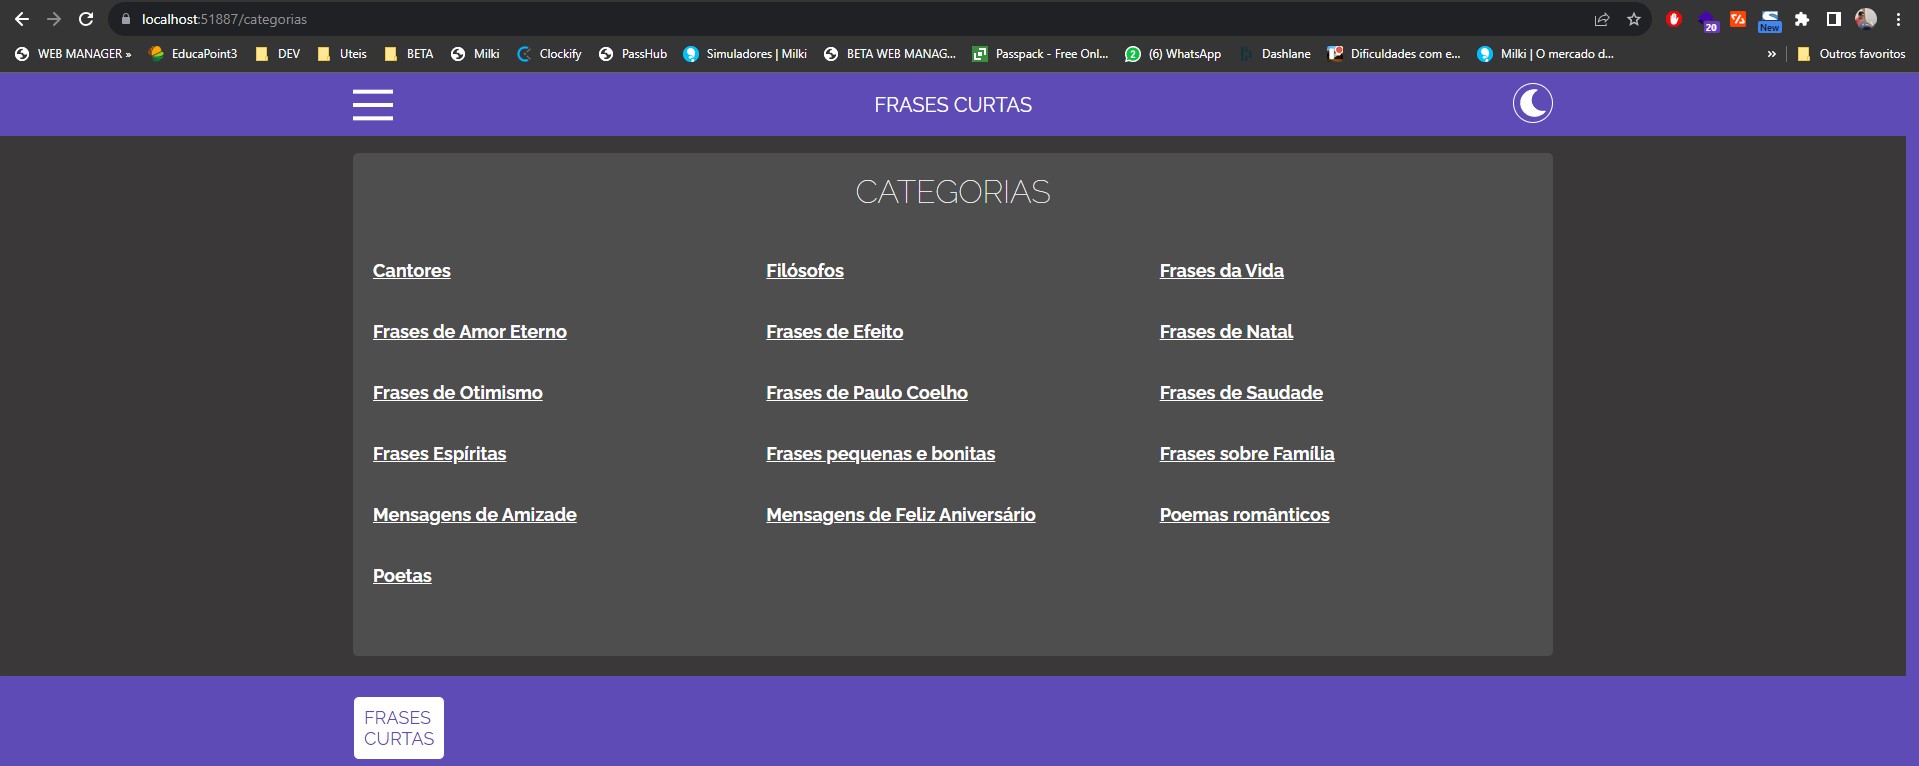 localhost:51887/categorias
20
New
WEB MANAGER »
EducaPoint3
DEV
Uteis
BETA
Milki
Clockify
PassHub
Simuladores | Milki
BETA WEB MANAG...
Passpack - Free Onl...
(6) WhatsApp
Dashlane
Dificuldades com e...
Milki | O mercado d...
»
Outros favoritos
FRASES CURTAS
CATEGORIAS
Cantores
Filósofos
Frases da Vida
Frases de Amor Eterno
Frases de Efeito
Frases de Natal
Frases de Otimismo
Frases de Paulo Coelho
Frases de Saudade
Frases Espíritas
Frases pequenas e bonitas
Frases sobre Família
Mensagens de Amizade
Mensagens de Feliz Aniversário
Poemas românticos
Poetas
FRASES
CURTAS